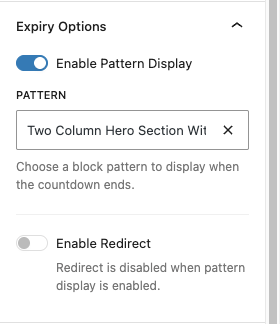 Expiry Options
Enable Pattern Display
PATTERN
Two Column Hero Section Wit
Choose a block pattern to display when
the countdown ends.
Enable Redirect
Redirect is disabled when pattern
display is enabled.